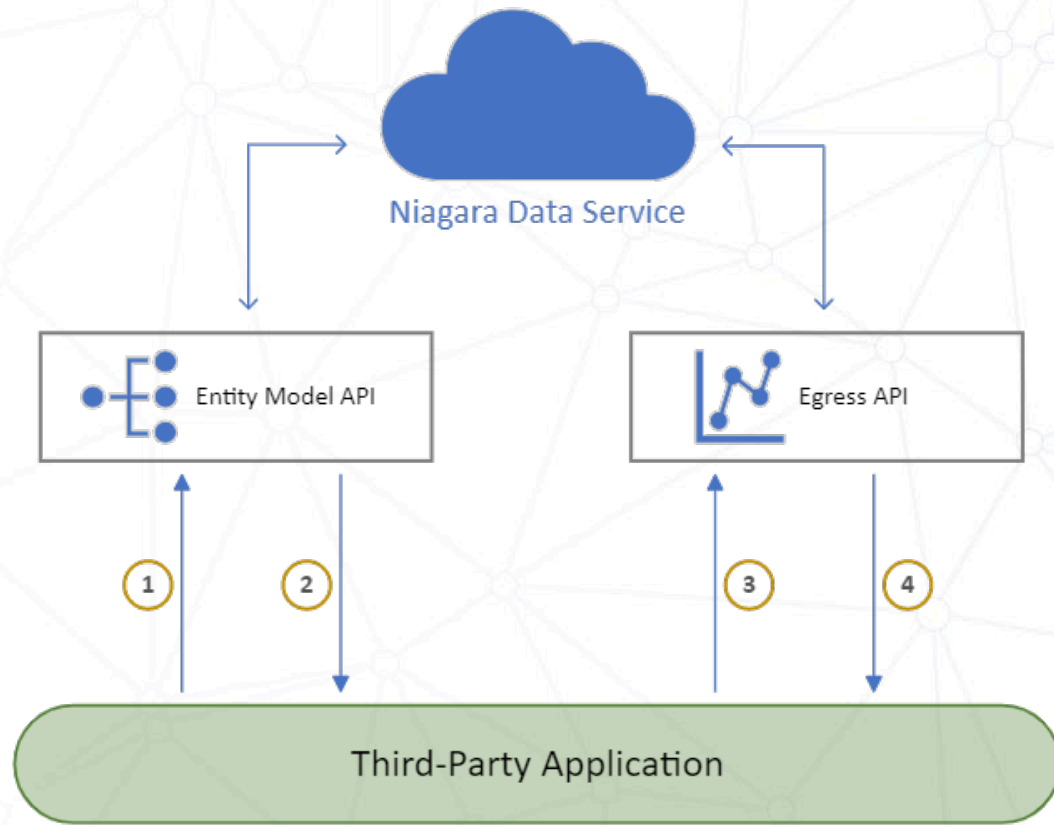 Niagara Data Service
Entity Model API
Egress API
1
2
3
4
Third-Party Application